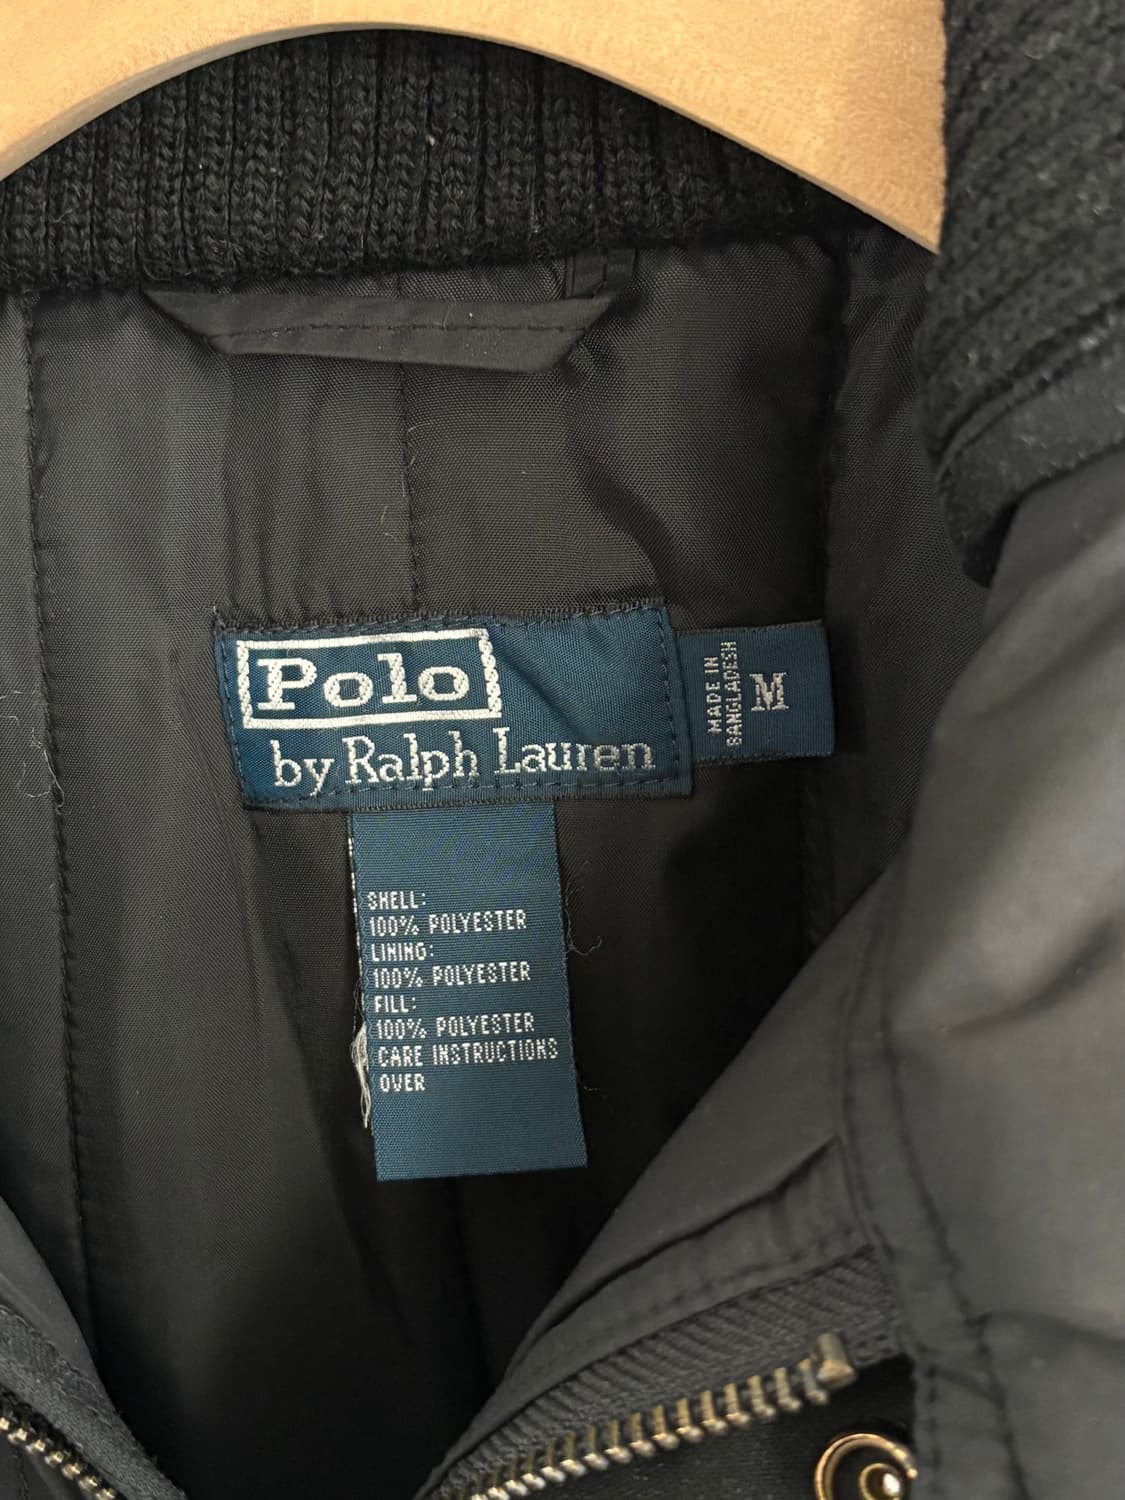 Polo
by Ralph Lauren
MADE IN
BANGLADESH
M
SHELL:
100% POLYESTER
LINING:
100% POLYESTER
FILL:
100% POLYESTER
CARE INSTRUCTIONS
OVER